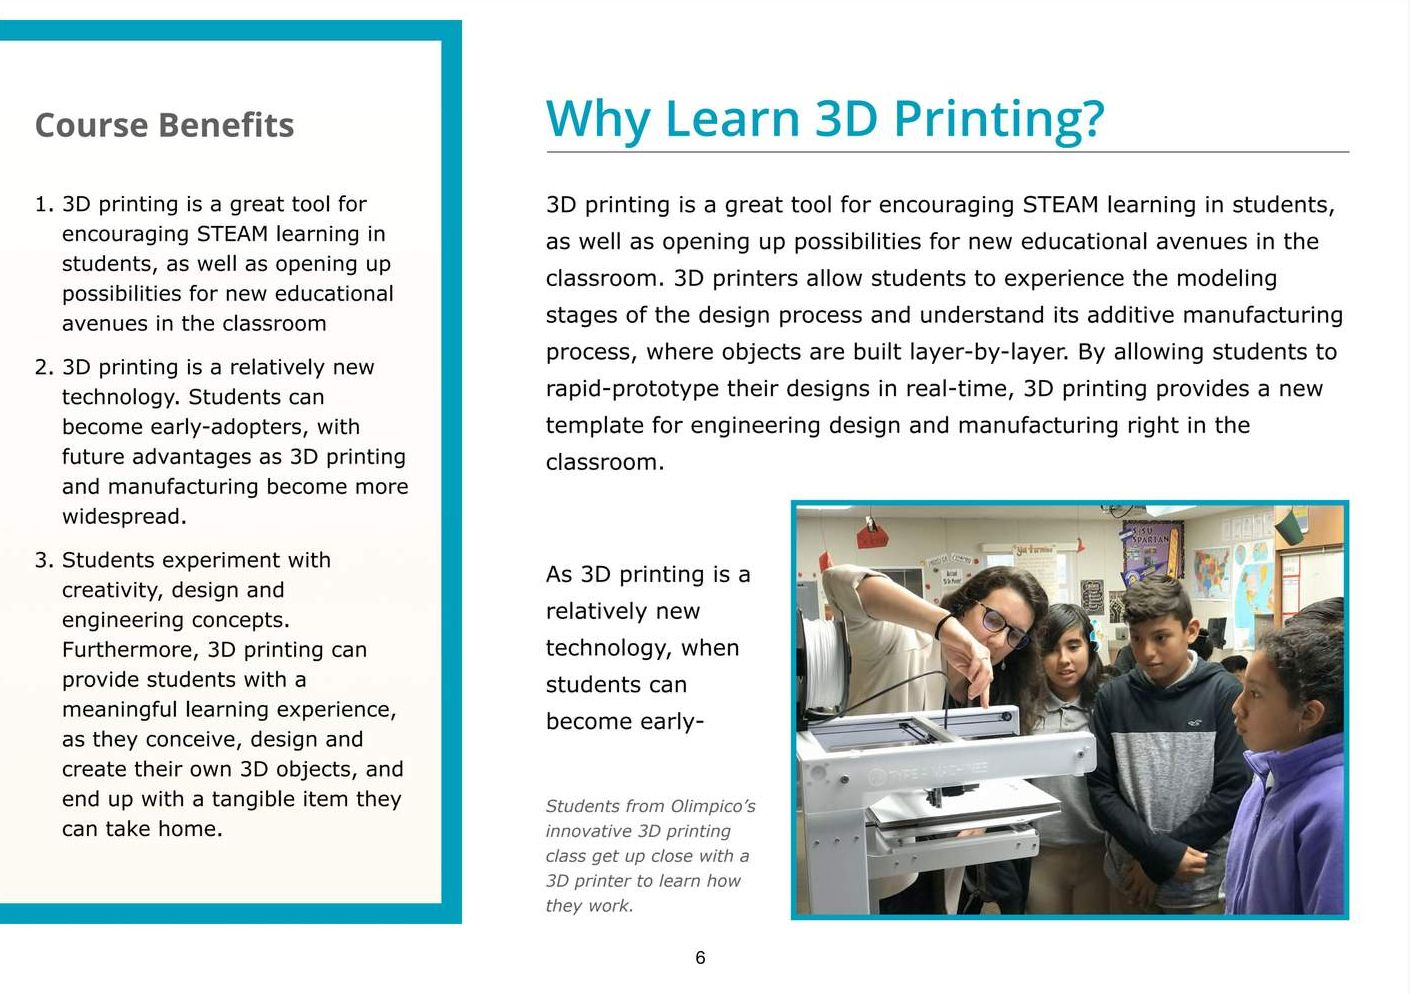 Course Benefits
1. 3D printing is a great tool for
encouraging STEAM learning in
students, as well as opening up
possibilities for new educational
avenues in the classroom
2. 3D printing is a relatively new
technology. Students can
become early-adopters, with
future advantages as 3D printing
and manufacturing become more
widespread.
3. Students experiment with
creativity, design and
engineering concepts.
Furthermore, 3D printing can
provide students with a
meaningful learning experience,
as they conceive, design and
create their own 3D objects, and
end up with a tangible item they
can take home.
Why Learn 3D Printing?
3D printing is a great tool for encouraging STEAM learning in students,
as well as opening up possibilities for new educational avenues in the
classroom. 3D printers allow students to experience the modeling
stages of the design process and understand its additive manufacturing
process, where objects are built layer-by-layer. By allowing students to
rapid-prototype their designs in real-time, 3D printing provides a new
template for engineering design and manufacturing right in the
classroom.
As 3D printing is a
relatively new
technology, when
students can
become early-
Students from Olimpico’s
innovative 3D printing
class get up close with a
3D printer to learn how
they work.
SPARTAN
TYPE A MACHINES
6